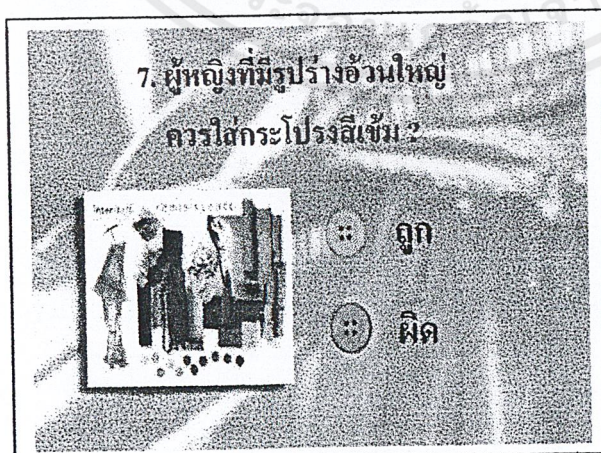 7. ผู้หญิงที่มีรูปร่างอ้วนใหญ่
ควรใส่กระโปรงสีเข้ม ?
ถูก
ผิด